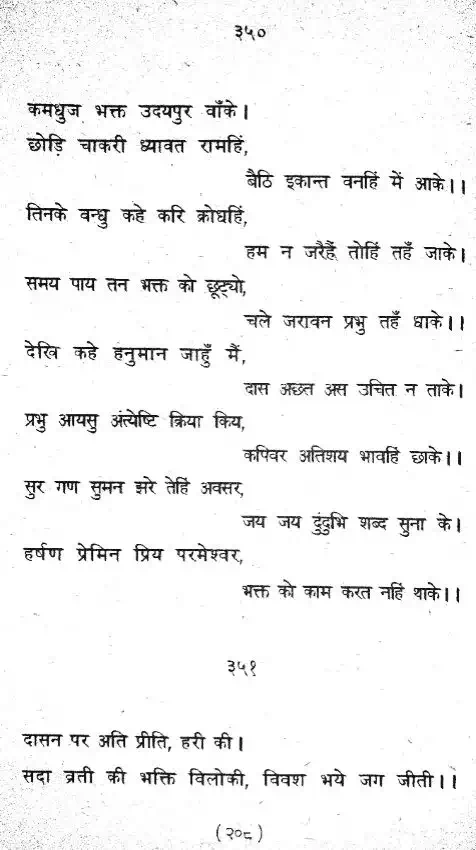 ३५०
कमधुज भक्त उदयपुर वाँके।
छोड़ि चाकरी ध्यावत रामहिं,
बैठि इकान्त वनहिं में आके।।
तिनके वन्धु कहे करि क्रोधहिं,
हम न जरैहैं तोहिं तहँ जाके।
समय पाय तन भक्त को छूट्यो,
चले जरावन प्रभु तहँ धाके।।
देखि कहे हनुमान जाहुँ मैं,
दास अछत अस उचित न ताके।
प्रभु आयसु अंत्येष्टि क्रिया किय,
कपिवर अतिशय भावहिं छाके।।
सुर गण सुमन झरे तेहिं अवसर,
जय जय दुंदुभि शब्द सुना के।
हर्षण प्रेमिन प्रिय परमेश्वर,
भक्त को काम करत नहिं थाके।।
३५१
दासन पर अति प्रीति, हरी की।
सदा व्रती की भक्ति विलोकी, विवश भये जग जीती।।
(२०८)